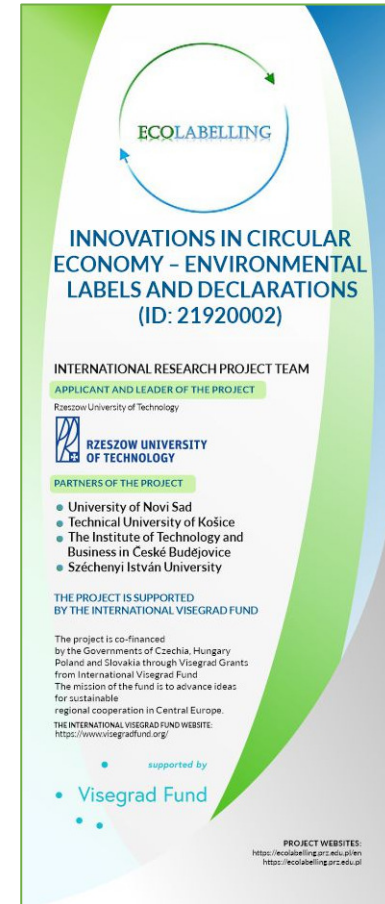 ECOLABELLING
INNOVATIONS IN CIRCULAR
ECONOMY – ENVIRONMENTAL
LABELS AND DECLARATIONS
(ID: 21920002)
INTERNATIONAL RESEARCH PROJECT TEAM
APPLICANT AND LEADER OF THE PROJECT
Rzeszow University of Technology
RZESZOW UNIVERSITY
OF TECHNOLOGY
PARTNERS OF THE PROJECT
University of Novi Sad
Technical University of Košice
The Institute of Technology and
Business in České Budějovice
Széchenyi István University
THE PROJECT IS SUPPORTED
BY THE INTERNATIONAL VISEGRAD FUND
The project is co-financed
by the Governments of Czechia, Hungary
Poland and Slovakia through Visegrad Grants
from International Visegrad Fund
The mission of the fund is to advance ideas
for sustainable
regional cooperation in Central Europe.
THE INTERNATIONAL VISEGRAD FUND WEBSITE:
https://www.visegradfund.org/
supported by
Visegrad Fund
PROJECT WEBSITES:
https://ecolabelling.prz.edu.pl/en
https://ecolabelling.prz.edu.pl